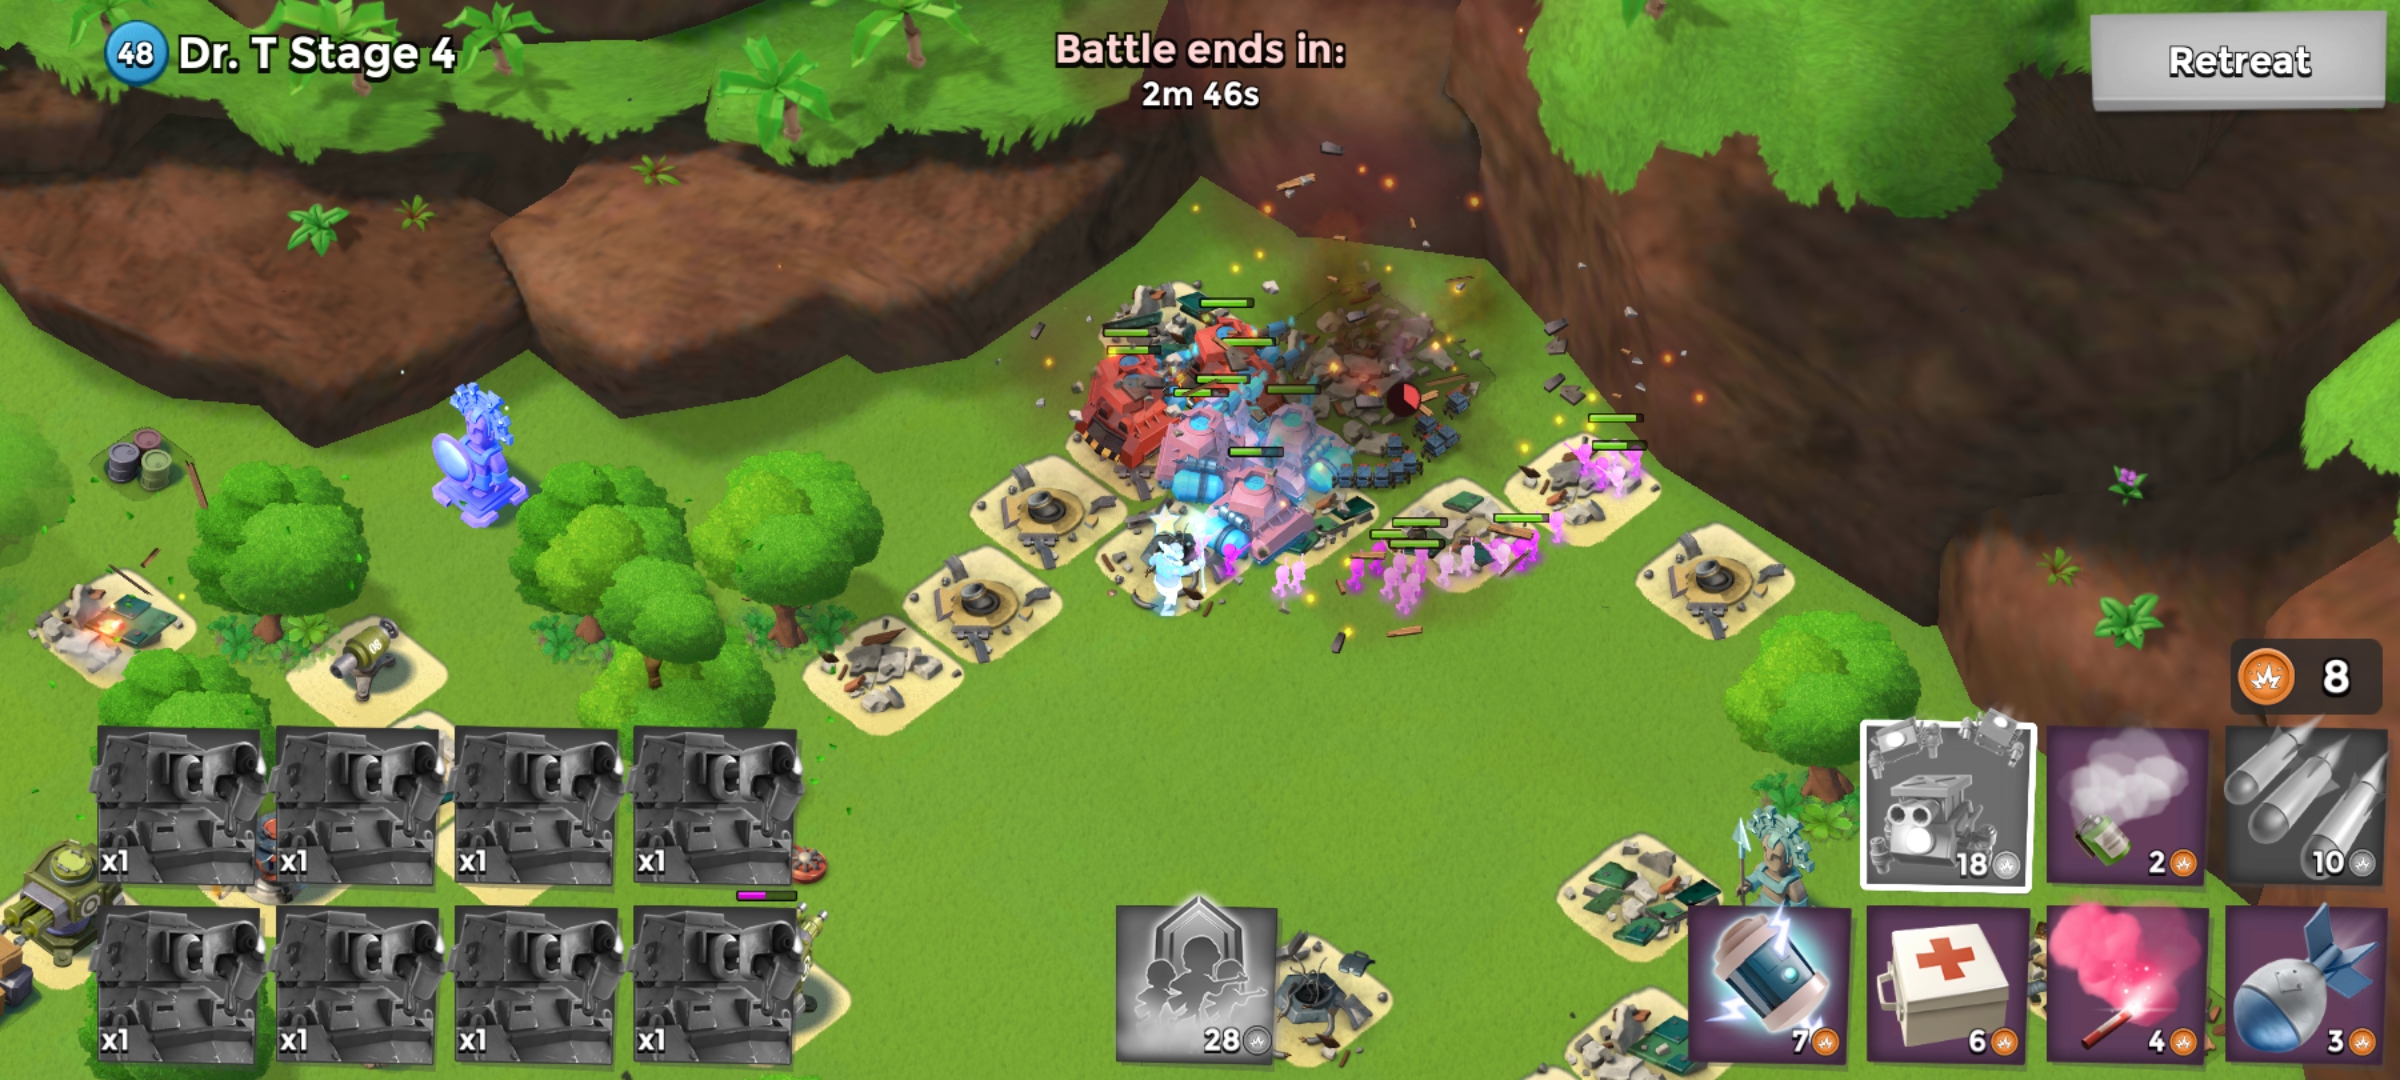 48 Dr. T Stage 4
Battle ends in:
2m 46s
Retreat
8
x1 x1 x1 x1
18 2 10
x1 x1 x1 x1
28
7 6 4 3